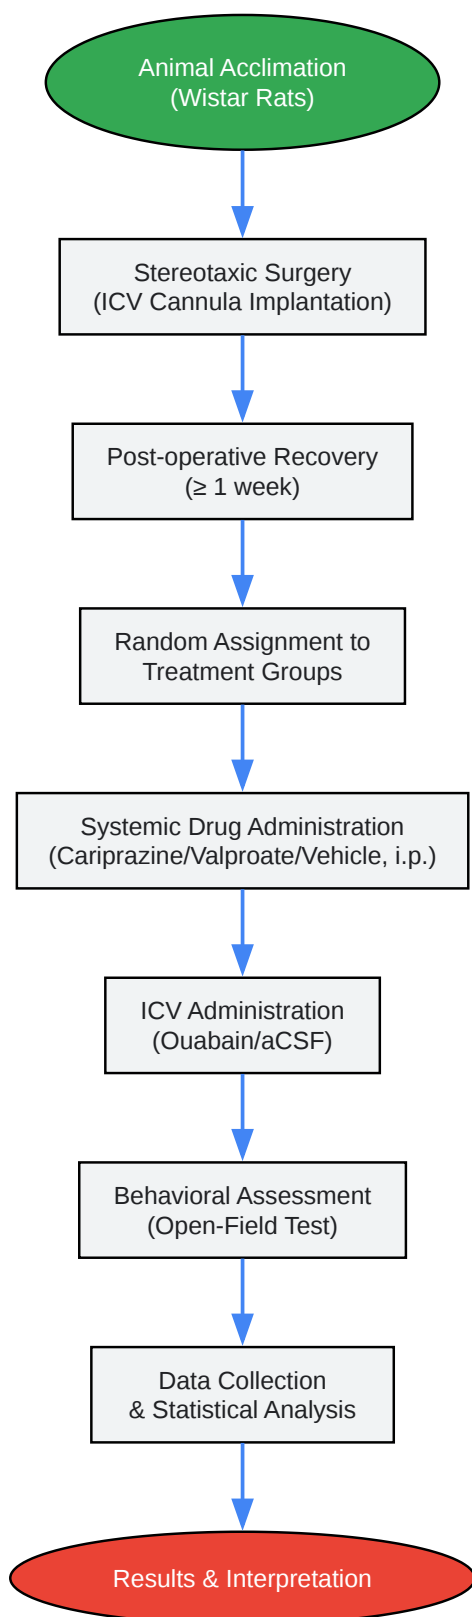 Animal Acclimation
(Wistar Rats)
Stereotaxic Surgery
(ICV Cannula Implantation)
Post-operative Recovery
(≥ 1 week)
Random Assignment to
Treatment Groups
Systemic Drug Administration
(Cariprazine/Valproate/Vehicle, i.p.)
ICV Administration
(Ouabain/aCSF)
Behavioral Assessment
(Open-Field Test)
Data Collection
& Statistical Analysis
Results & Interpretation